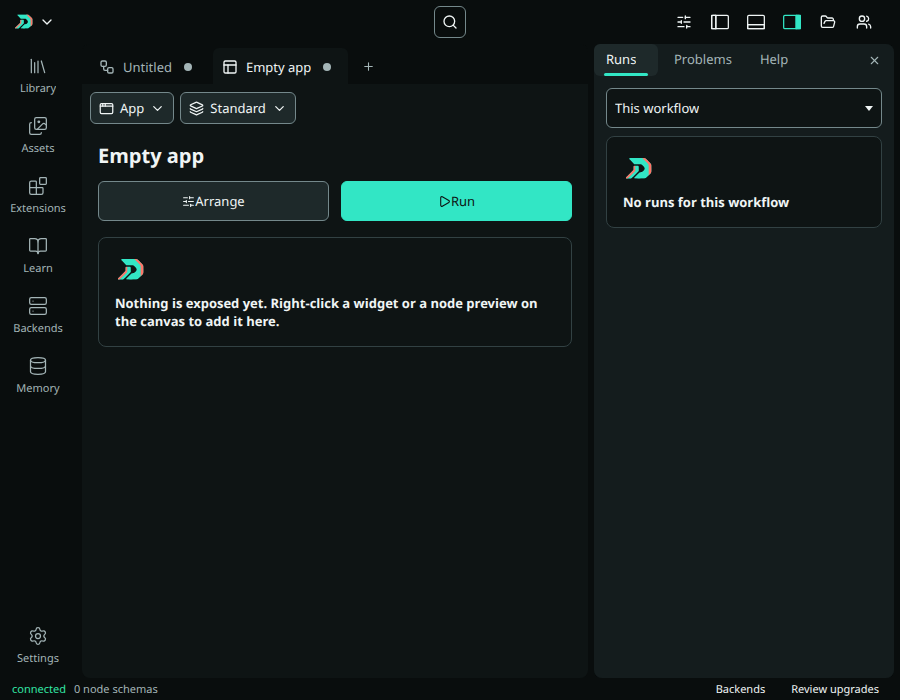 Untitled
Empty app
Runs
Problems
Help
Library
Assets
Extensions
Learn
Backends
Memory
Settings
App
Standard
Empty app
Arrange
Run
Nothing is exposed yet. Right-click a widget or a node preview on
the canvas to add it here.
This workflow
No runs for this workflow
connected
0 node schemas
Backends
Review upgrades